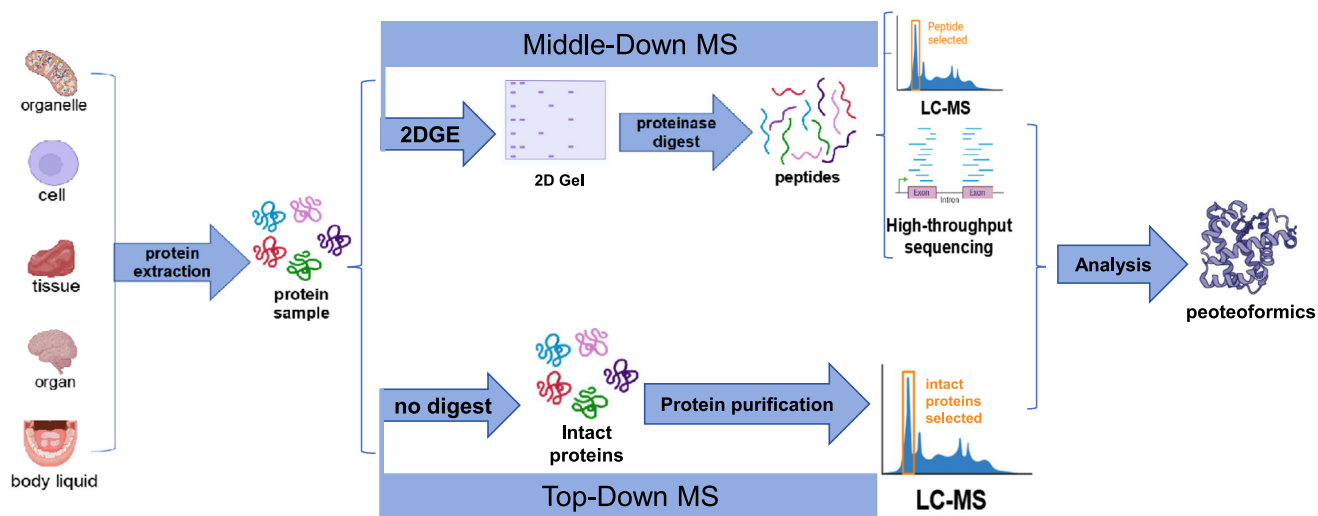 organelle
cell
tissue
organ
body liquid
protein
extraction
protein
sample
Middle-Down MS
2DGE
2D Gel
proteinase
digest
peptides
Peptide
selected
LC-MS
Exon
Intron
Exon
High-throughput
sequencing
no digest
Intact
proteins
Protein purification
intact
proteins
selected
LC-MS
Top-Down MS
Analysis
peoteoformics